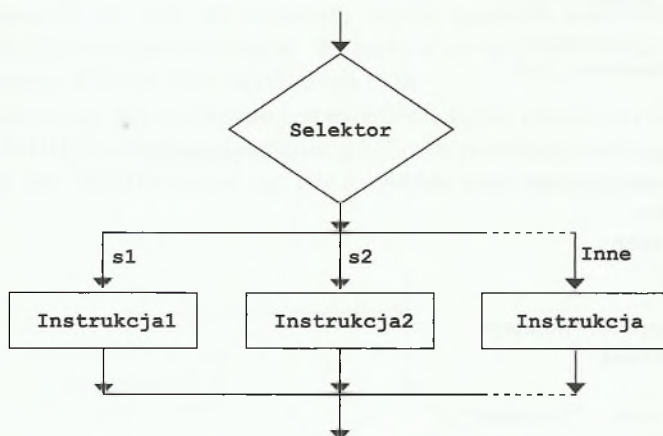 Selektor
s1
s2
Inne
Instrukcja1
Instrukcja2
Instrukcja